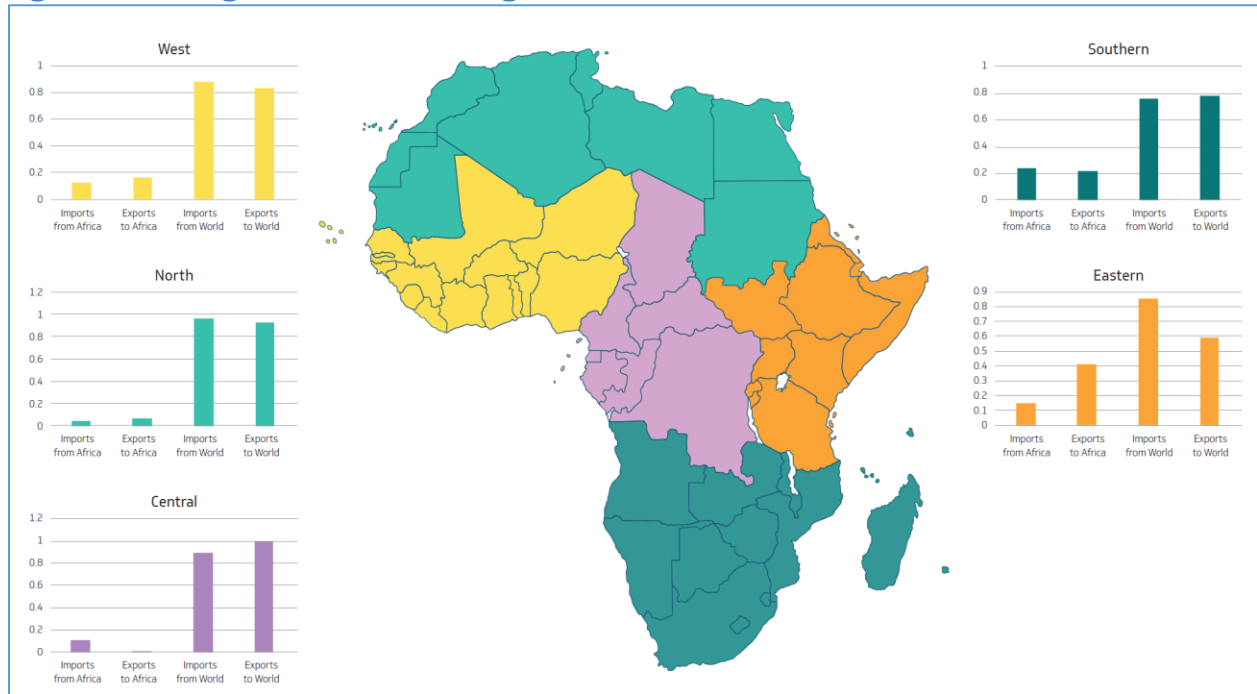 West
1
0.8
0.6
0.4
0.2
0
Imports from Africa
Exports to Africa
Imports from World
Exports to World
North
1.2
1
0.8
0.6
0.4
0.2
0
Imports from Africa
Exports to Africa
Imports from World
Exports to World
Central
1.2
1
0.8
0.6
0.4
0.2
0
Imports from Africa
Exports to Africa
Imports from World
Exports to World
Southern
1
0.8
0.6
0.4
0.2
0
Imports from Africa
Exports to Africa
Imports from World
Exports to World
Eastern
0.9
0.8
0.7
0.6
0.5
0.4
0.3
0.2
0.1
0
Imports from Africa
Exports to Africa
Imports from World
Exports to World